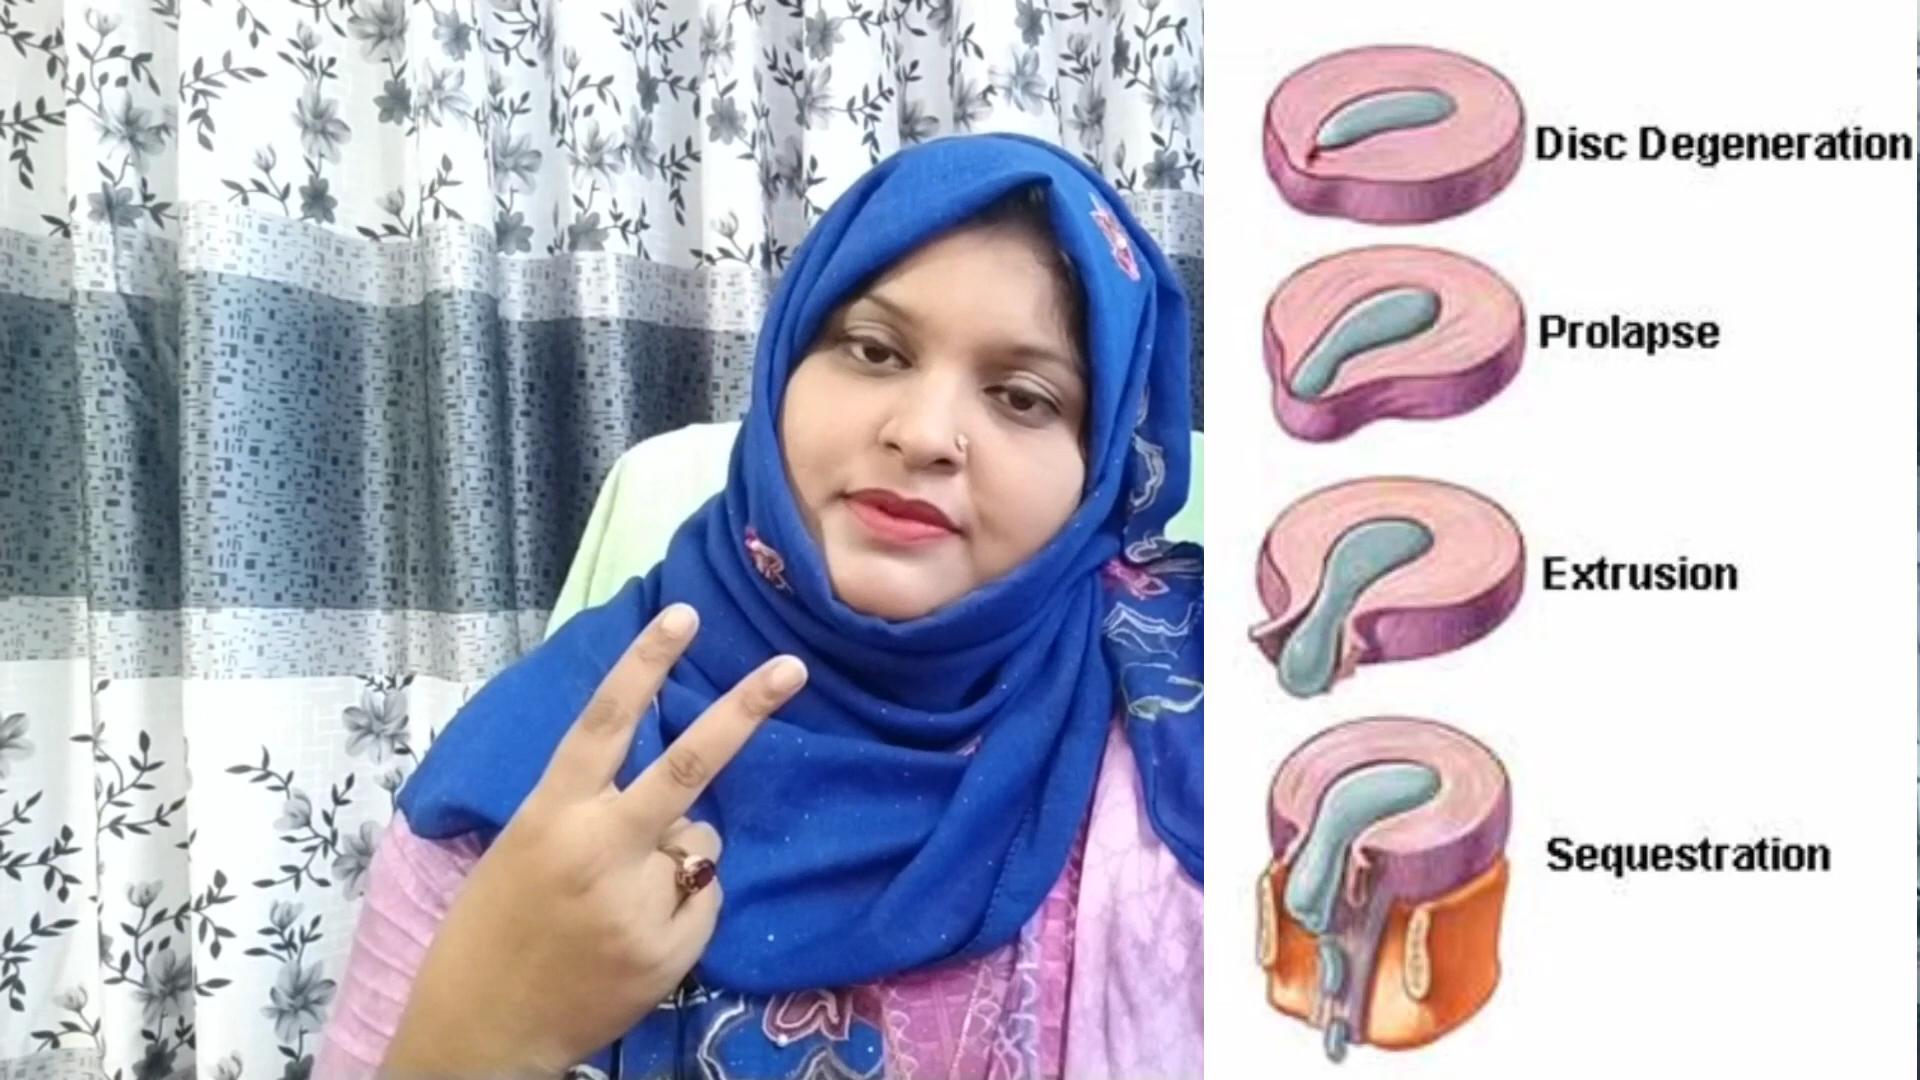 Disc Degeneration
Prolapse
Extrusion
Sequestration